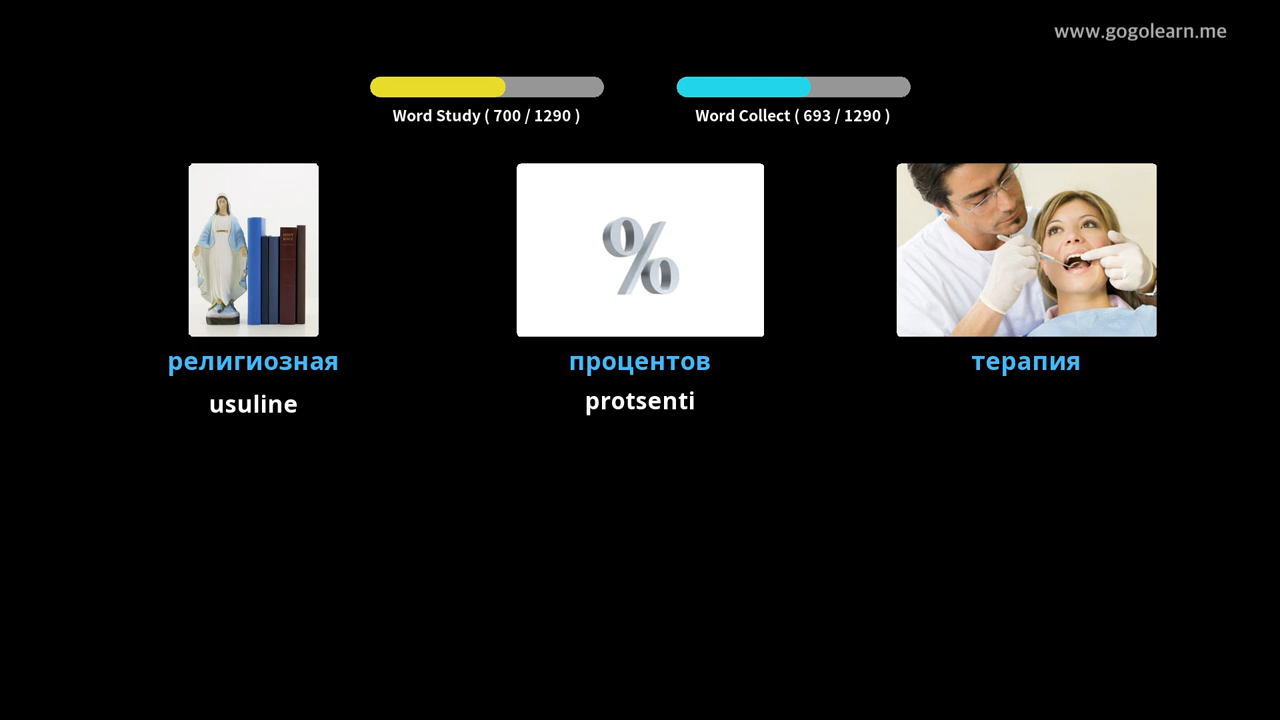 www.gogolearn.me
Word Study ( 700 / 1290 )
Word Collect ( 693 / 1290 )
религиозная
процентов
терапия
usuline
protsenti